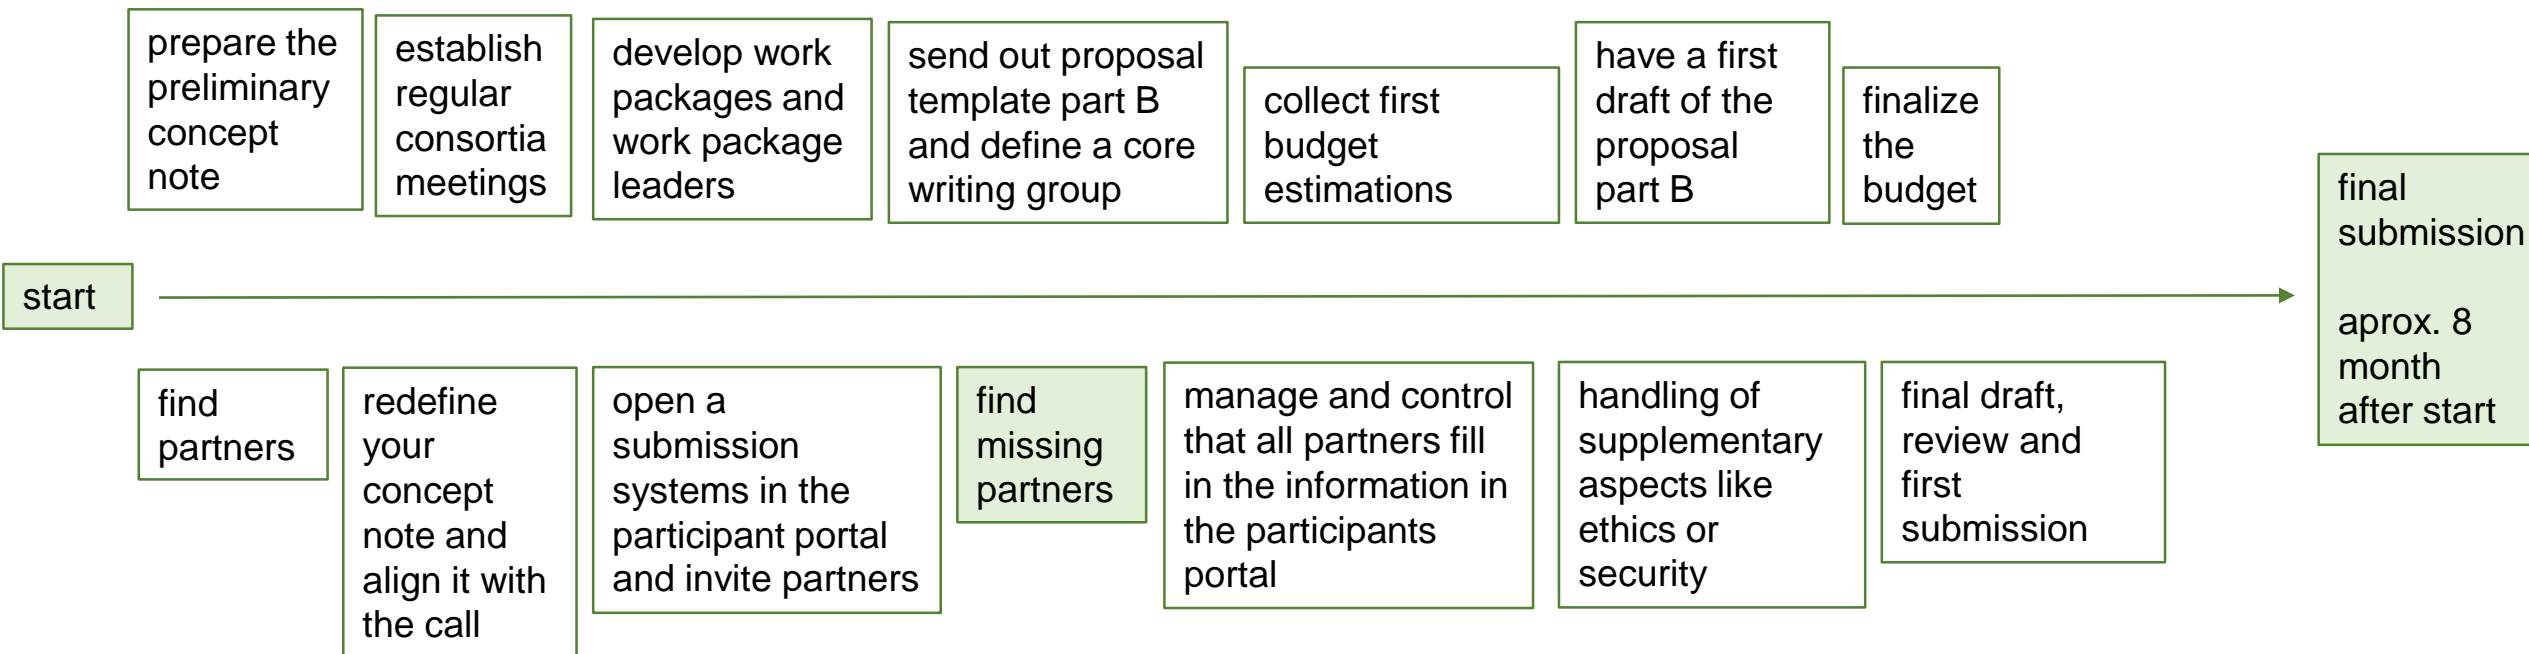 prepare the
preliminary
concept
note
establish
regular
consortia
meetings
develop work
packages and
work package
leaders
send out proposal
template part B
and define a core
writing group
collect first
budget
estimations
have a first
draft of the
proposal
part B
finalize
the
budget
start
final
submission
aprox. 8
month
after start
find
partners
redefine
your
concept
note and
align it with
the call
open a
submission
systems in the
participant portal
and invite partners
find
missing
partners
manage and control
that all partners fill
in the information in
the participants
portal
handling of
supplementary
aspects like
ethics or
security
final draft,
review and
first
submission